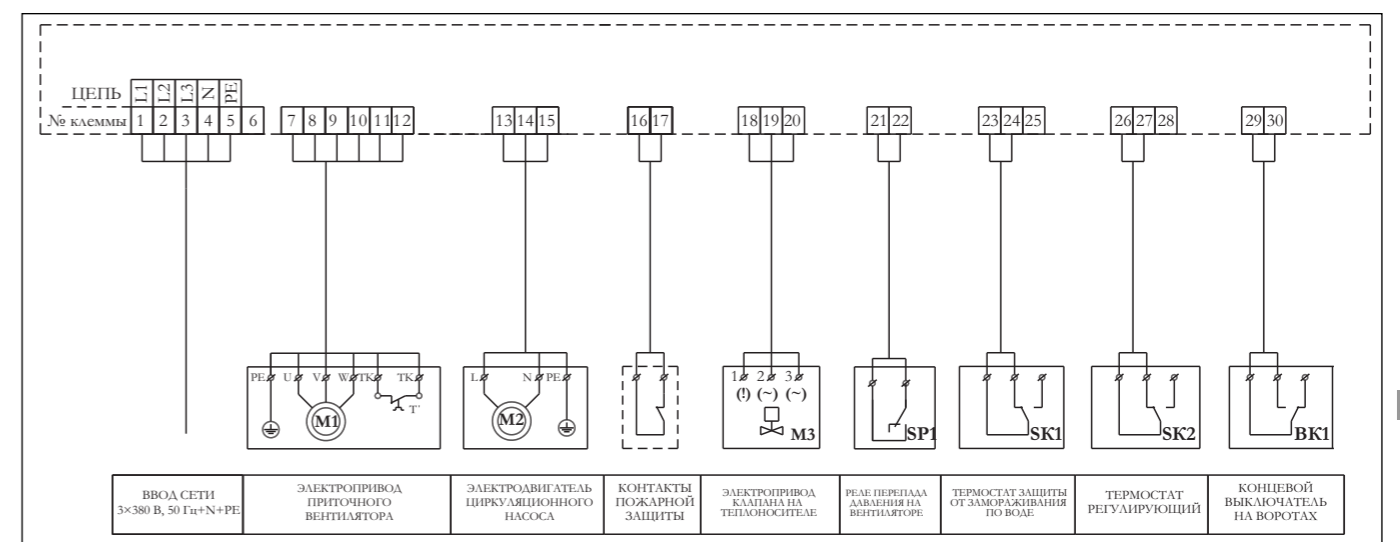 ЦЕПЬ L1 L2 L3 N PE
№ клеммы 1 2 3 4 5 6 7 8 9 10 11 12 13 14 15 16 17 18 19 20 21 22 23 24 25 26 27 28 29 30
PE U V W TK TK
T°
M1
L N PE
M2
1 2 3
(!) (~) (~)
M3
SP1
SK1
SK2
BK1
ВВОД СЕТИ
3×380 В, 50 Гц+N+PE
ЭЛЕКТРОПРИВОД
ПРИТОЧНОГО
ВЕНТИЛЯТОРА
ЭЛЕКТРОДВИГАТЕЛЬ
ЦИРКУЛЯЦИОННОГО
НАСОСА
КОНТАКТЫ
ПОЖАРНОЙ
ЗАЩИТЫ
ЭЛЕКТРОПРИВОД
КЛАПАНА НА
ТЕПЛОНОСИТЕЛЕ
РЕЛЕ ПЕРЕПАДА
ДАВЛЕНИЯ НА
ВЕНТИЛЯТОРЕ
ТЕРМОСТАТ ЗАЩИТЫ
ОТ ЗАМОРАЖИВАНИЯ
ПО ВОДЕ
ТЕРМОСТАТ
РЕГУЛИРУЮЩИЙ
КОНЦЕВОЙ
ВЫКЛЮЧАТЕЛЬ
НА ВОРОТАХ